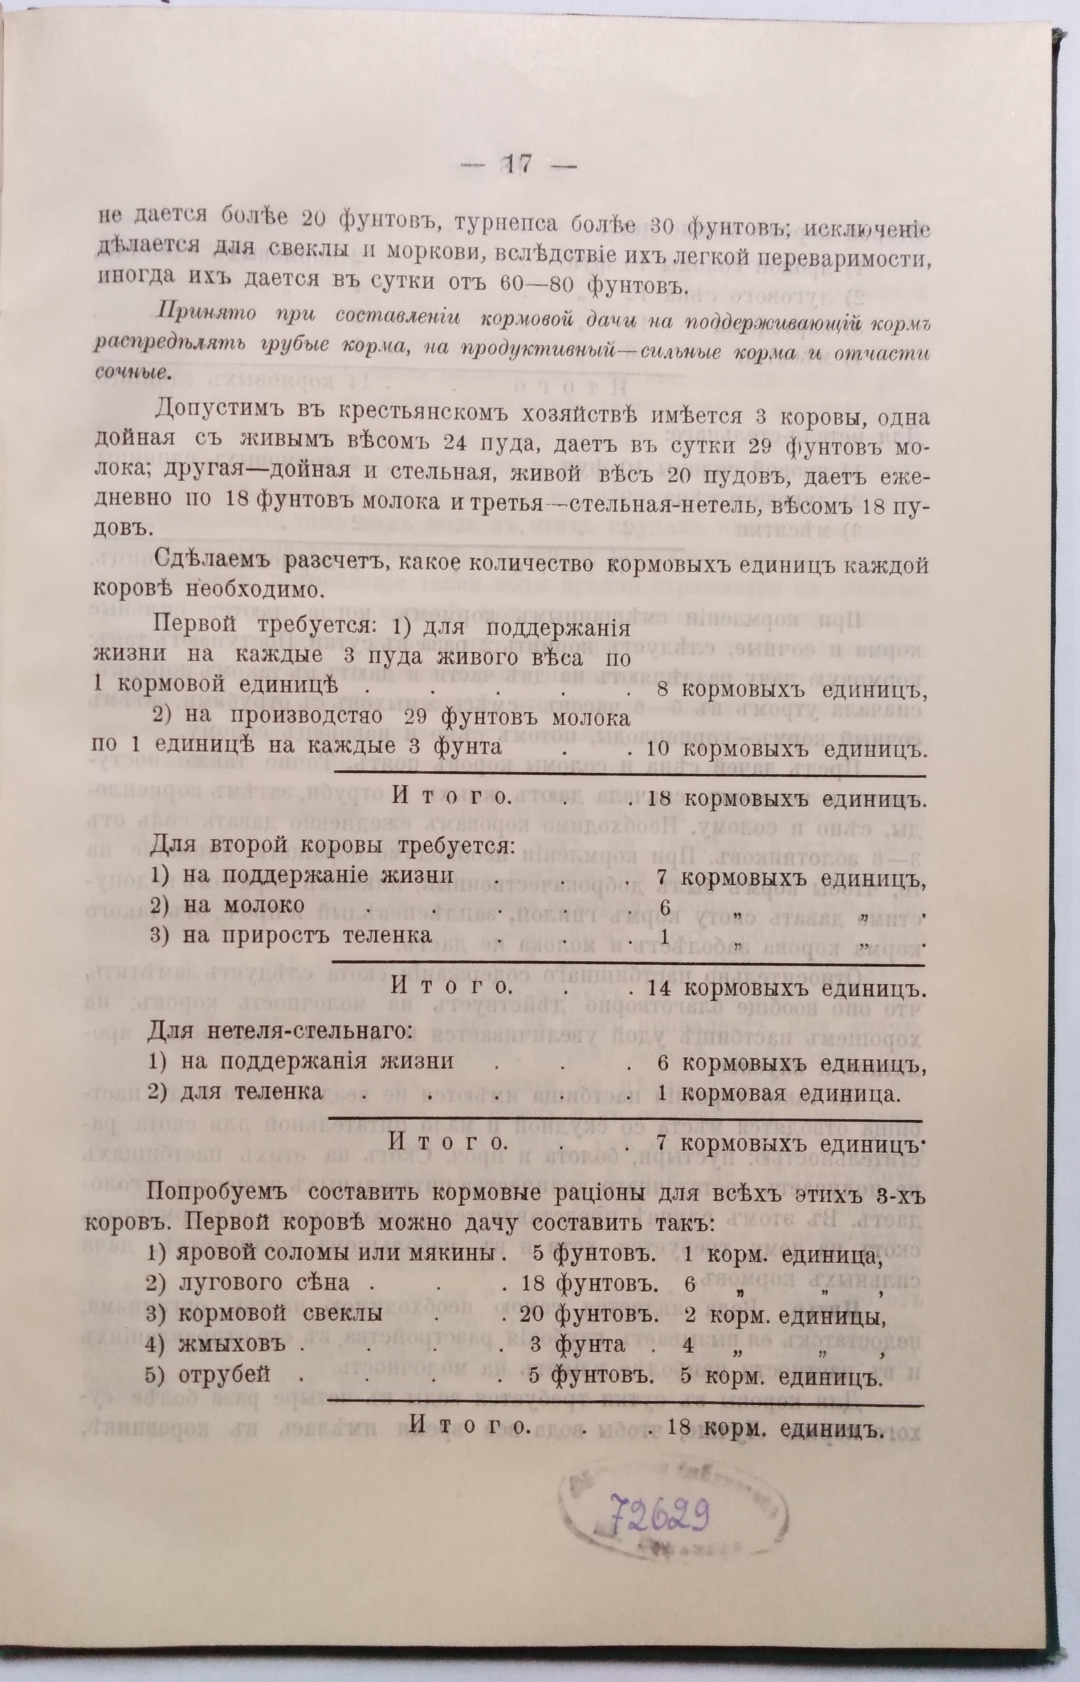 — 17 —
не дается болѣе 20 фунтовъ, турнепса болѣе 30 фунтовъ; исключеніе
дѣлается для свеклы и моркови, вслѣдствіе ихъ легкой переваримости,
иногда ихъ дается въ сутки отъ 60—80 фунтовъ.
Принято при составленіи кормовой дачи на поддерживающій кормъ
распредѣлять грубые корма, на продуктивный—сильные корма и отчасти
сочные.
Допустимъ въ крестьянскомъ хозяйствѣ имѣется 3 коровы, одна
дойная съ живымъ вѣсомъ 24 пуда, даетъ въ сутки 29 фунтовъ мо-
лока; другая—дойная и стельная, живой вѣсъ 20 пудовъ, даетъ еже-
дневно по 18 фунтовъ молока и третья—стельная-нетель, вѣсомъ 18 пу-
довъ.
Сдѣлаемъ разсчетъ, какое количество кормовыхъ единицъ каждой
коровѣ необходимо.
Первой требуется: 1) для поддержанія
жизни на каждые 3 пуда живого вѣса по
1 кормовой единицѣ . . . . . 8 кормовыхъ единицъ,
2) на производстяо 29 фунтовъ молока
по 1 единицѣ на каждые 3 фунта . . 10 кормовыхъ единицъ.
Итого. . . 18 кормовыхъ единицъ.
Для второй коровы требуется:
1) на поддержаніе жизни . . . 7 кормовыхъ единицъ,
2) на молоко . . . . . 6 „ „ .
3) на приростъ теленка . . . 1 „ „ .
Итого. . . 14 кормовыхъ единицъ.
Для нетеля-стельнаго:
1) на поддержанія жизни . . . 6 кормовыхъ единицъ,
2) для теленка . . . . . 1 кормовая единица.
Итого. . . 7 кормовыхъ единицъ.
Попробуемъ составить кормовые раціоны для всѣхъ этихъ 3-хъ
коровъ. Первой коровѣ можно дачу составить такъ:
1) яровой соломы или мякины . 5 фунтовъ. 1 корм. единица,
2) лугового сѣна . . . 18 фунтовъ. 6 „ „ ,
3) кормовой свеклы . . 20 фунтовъ. 2 корм. единицы,
4) жмыховъ . . . . 3 фунта . 4 „ „ ,
5) отрубей . . . . 5 фунтовъ. 5 корм. единицъ.
Итого. . . 18 корм. единицъ.
72629